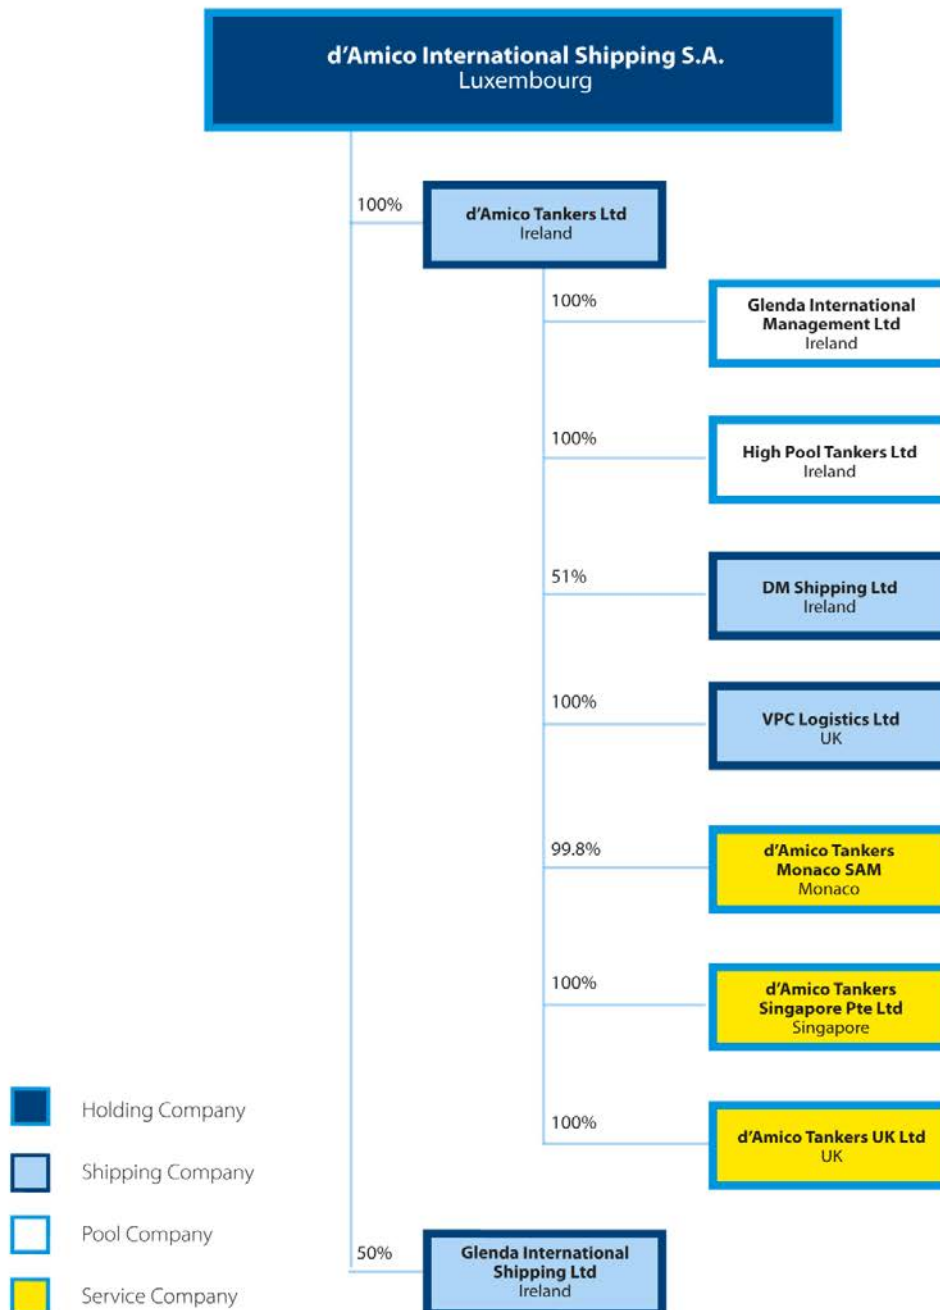 d'Amico International Shipping S.A.
Luxembourg
100%
d'Amico Tankers Ltd
Ireland
100%
Glenda International
Management Ltd
Ireland
100%
High Pool Tankers Ltd
Ireland
51%
DM Shipping Ltd
Ireland
100%
VPC Logistics Ltd
UK
99.8%
d'Amico Tankers
Monaco SAM
Monaco
100%
d'Amico Tankers
Singapore Pte Ltd
Singapore
100%
d'Amico Tankers UK Ltd
UK
50%
Glenda International
Shipping Ltd
Ireland
Holding Company
Shipping Company
Pool Company
Service Company